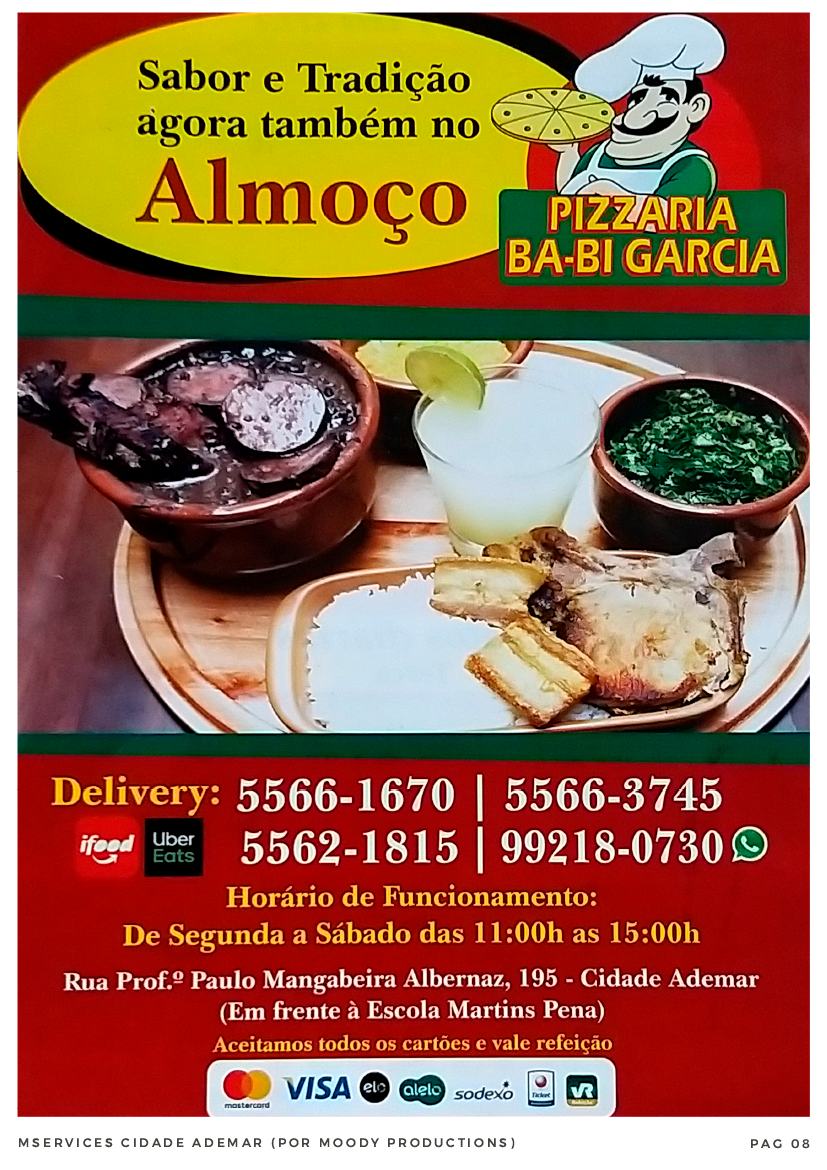 Sabor e Tradição
agora também no
Almoço
PIZZARIA
BA-BI GARCIA
Delivery: 5566-1670 | 5566-3745
ifood Uber Eats 5562-1815 | 99218-0730
Horário de Funcionamento:
De Segunda a Sábado das 11:00h as 15:00h
Rua Prof.º Paulo Mangabeira Albernaz, 195 - Cidade Ademar
(Em frente à Escola Martins Pena)
Aceitamos todos os cartões e vale refeição
mastercard VISA elo alelo sodexo Ticket VR
MSERVICES CIDADE ADEMAR (POR MOODY PRODUCTIONS) PAG 08